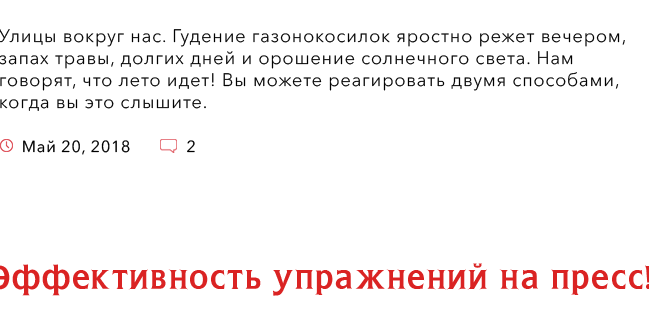 Улицы вокруг нас. Гудение газонокосилок яростно режет вечером,
запах травы, долгих дней и орошение солнечного света. Нам
говорят, что лето идет! Вы можете реагировать двумя способами,
когда вы это слышите.
Май 20, 2018 2
Эффективность упражнений на пресс!